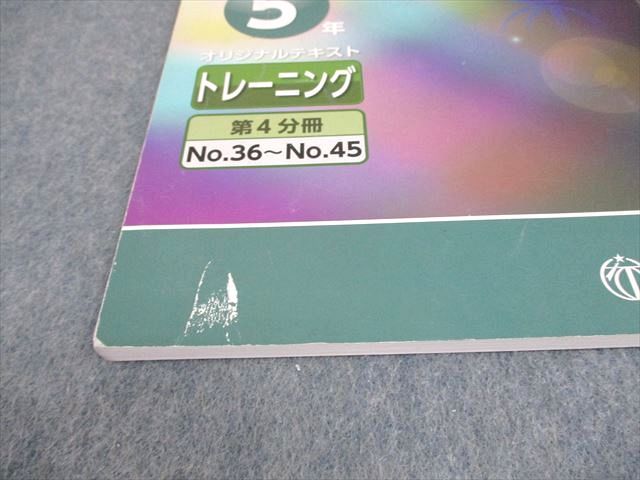 5年
オリジナルテキスト
トレーニング
第4分冊
No.36〜No.45